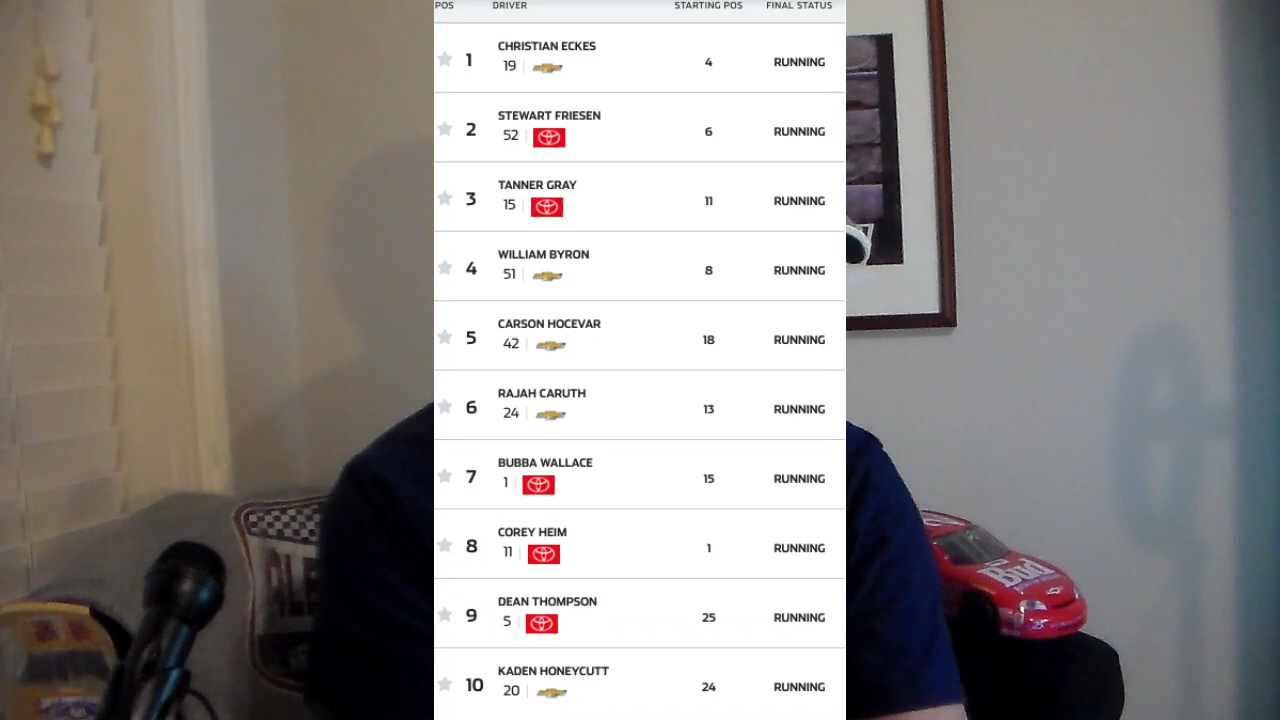 POS DRIVER STARTING POS FINAL STATUS
1 CHRISTIAN ECKES 4 RUNNING
19
2 STEWART FRIESEN 6 RUNNING
52
3 TANNER GRAY 11 RUNNING
15
4 WILLIAM BYRON 8 RUNNING
51
5 CARSON HOCEVAR 18 RUNNING
42
6 RAJAH CARUTH 13 RUNNING
24
7 BUBBA WALLACE 15 RUNNING
1
8 COREY HEIM 1 RUNNING
11
9 DEAN THOMPSON 25 RUNNING
5
10 KADEN HONEYCUTT 24 RUNNING
20
Bud